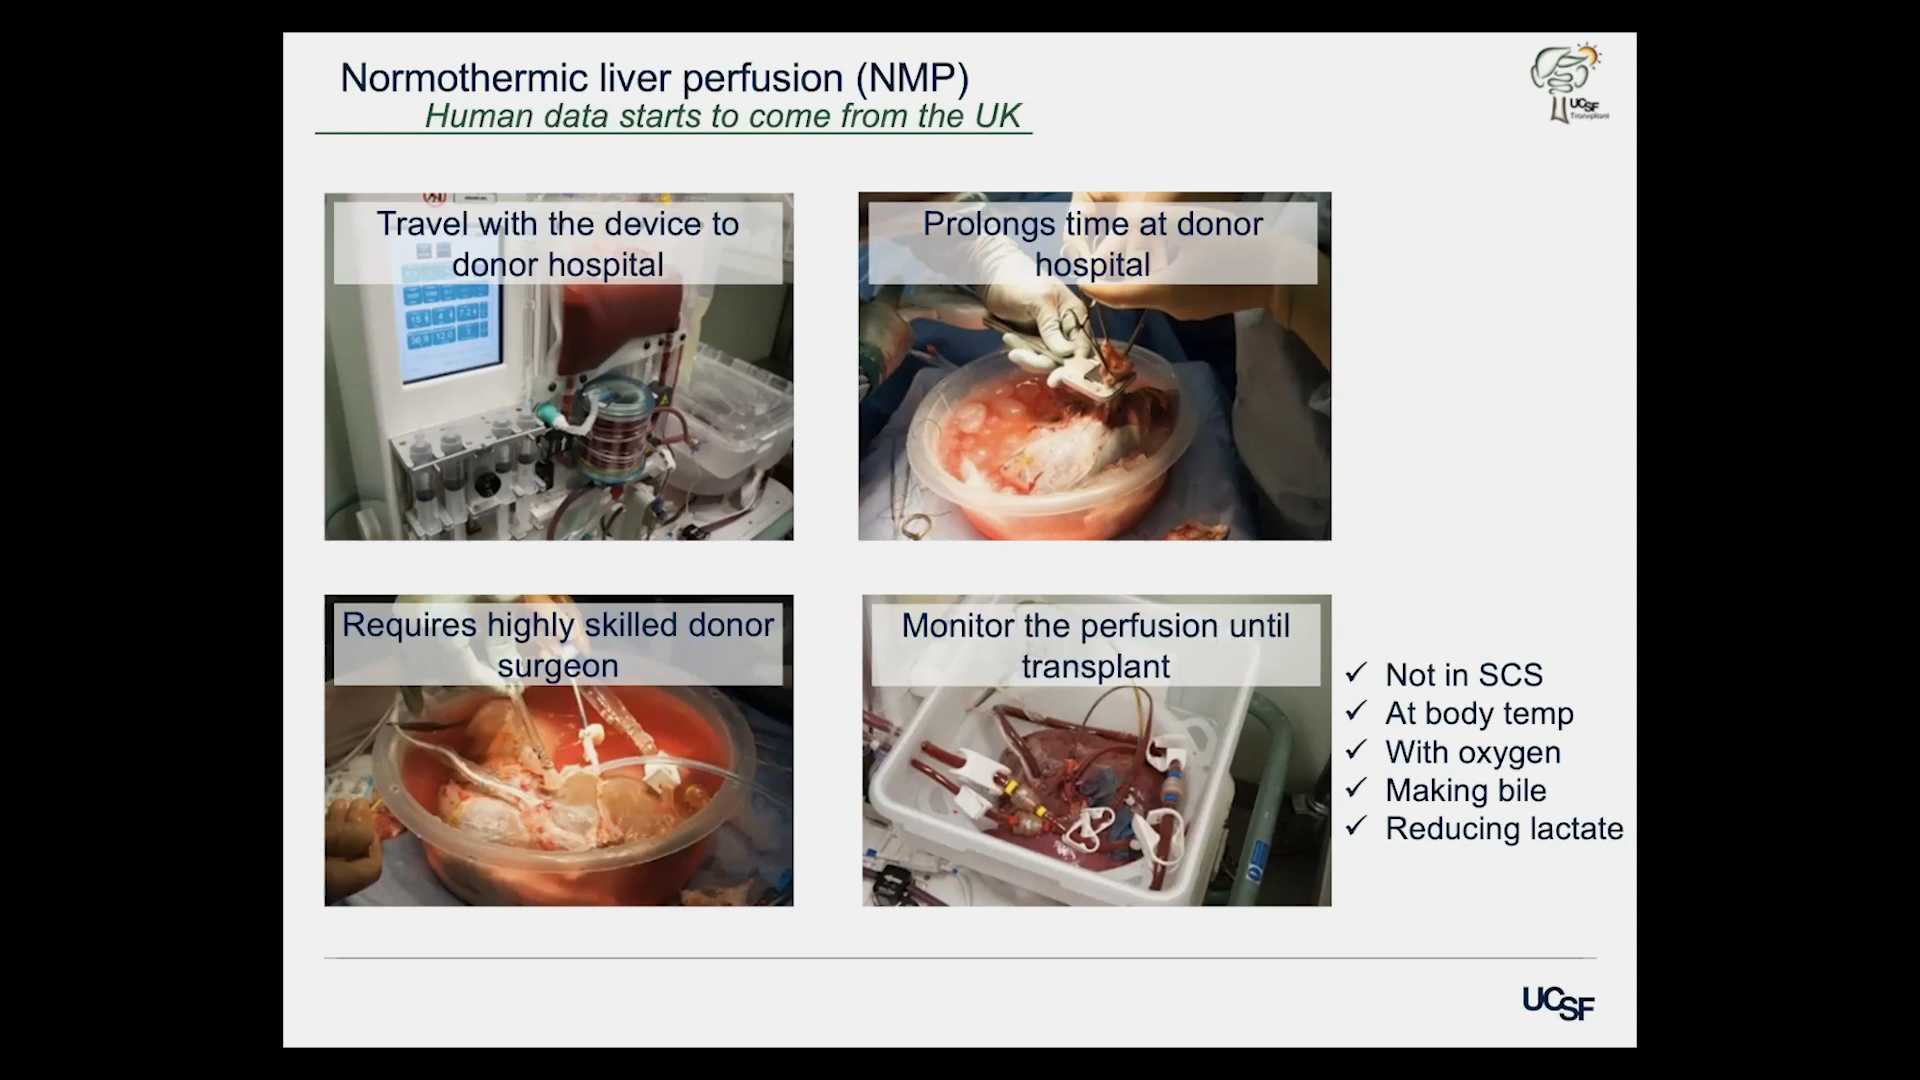 Normothermic liver perfusion (NMP)
Human data starts to come from the UK
UCSF
Transplant
Travel with the device to
donor hospital
Prolongs time at donor
hospital
Requires highly skilled donor
surgeon
Monitor the perfusion until
transplant
✓ Not in SCS
✓ At body temp
✓ With oxygen
✓ Making bile
✓ Reducing lactate
UCSF